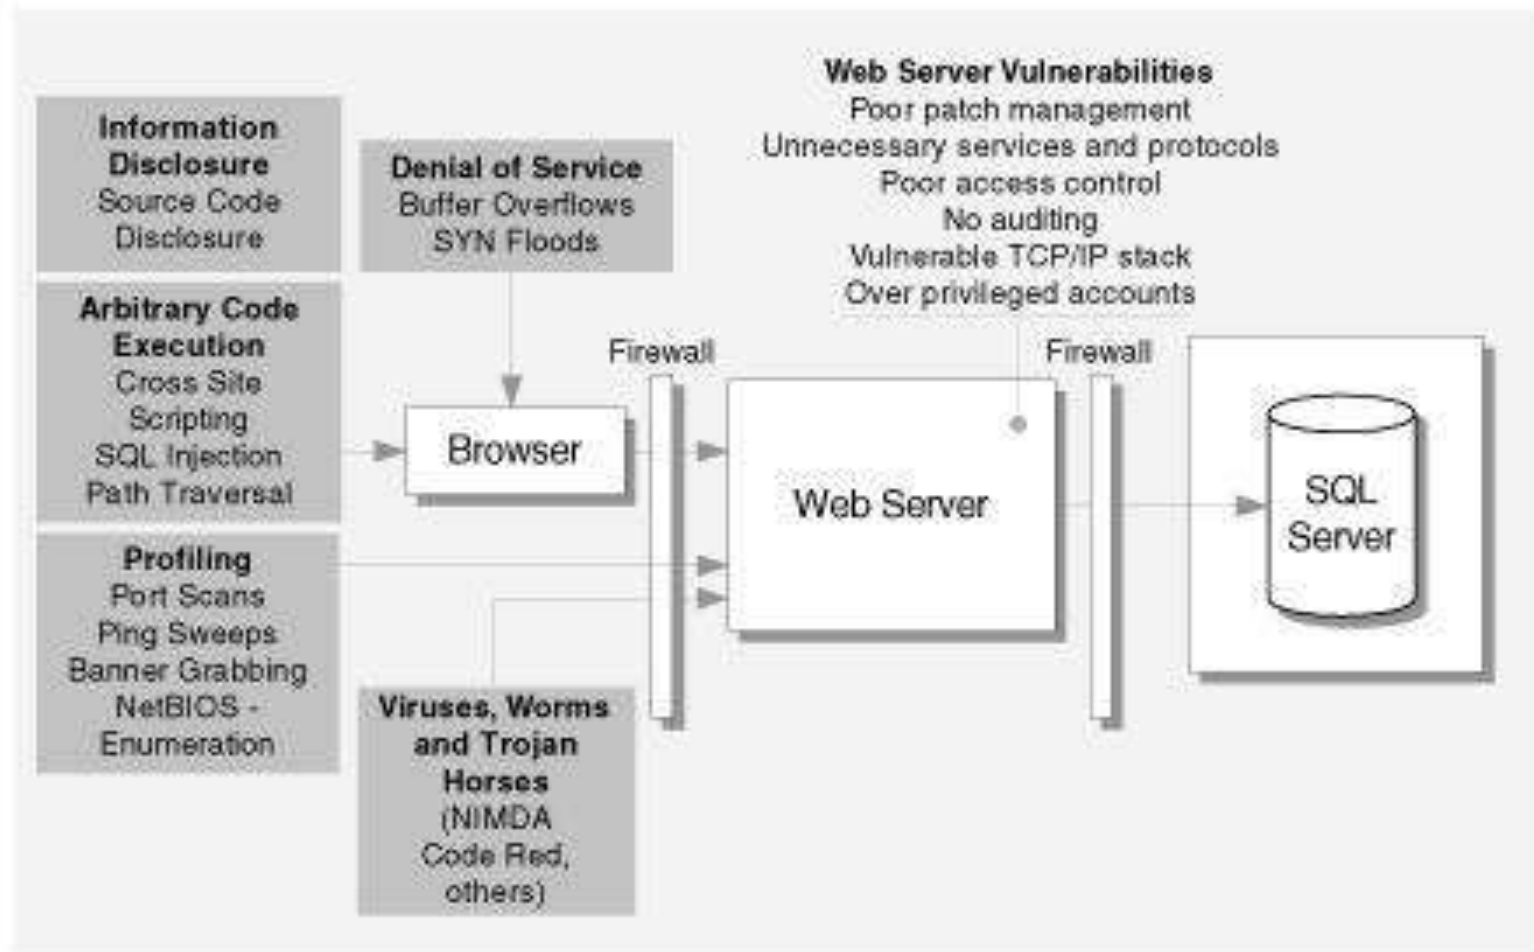 Information
Disclosure
Source Code
Disclosure
Arbitrary Code
Execution
Cross Site
Scripting
SQL Injection
Path Traversal
Profiling
Port Scans
Ping Sweeps
Banner Grabbing
NetBIOS -
Enumeration
Denial of Service
Buffer Overflows
SYN Floods
Browser
Viruses, Worms
and Trojan
Horses
(NIMDA
Code Red,
others)
Firewall
Web Server Vulnerabilities
Poor patch management
Unnecessary services and protocols
Poor access control
No auditing
Vulnerable TCP/IP stack
Over privileged accounts
Web Server
Firewall
SQL
Server